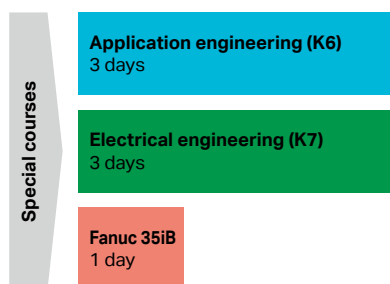 Special courses
Application engineering (K6)
3 days
Electrical engineering (K7)
3 days
Fanuc 35iB
1 day